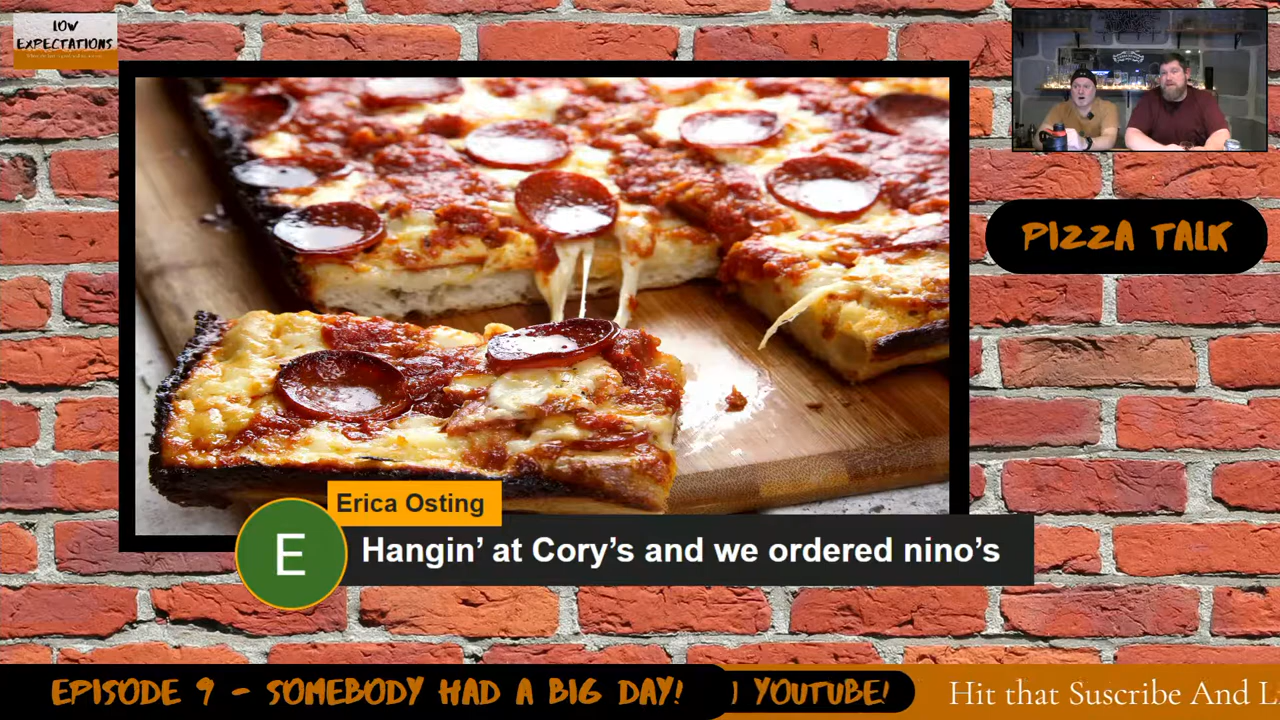 LOW
EXPECTATIONS
PIZZA TALK
Erica Osting
E
Hangin' at Cory's and we ordered nino's
EPISODE 9 - SOMEBODY HAD A BIG DAY!
YOUTUBE!
Hit that Suscribe And L